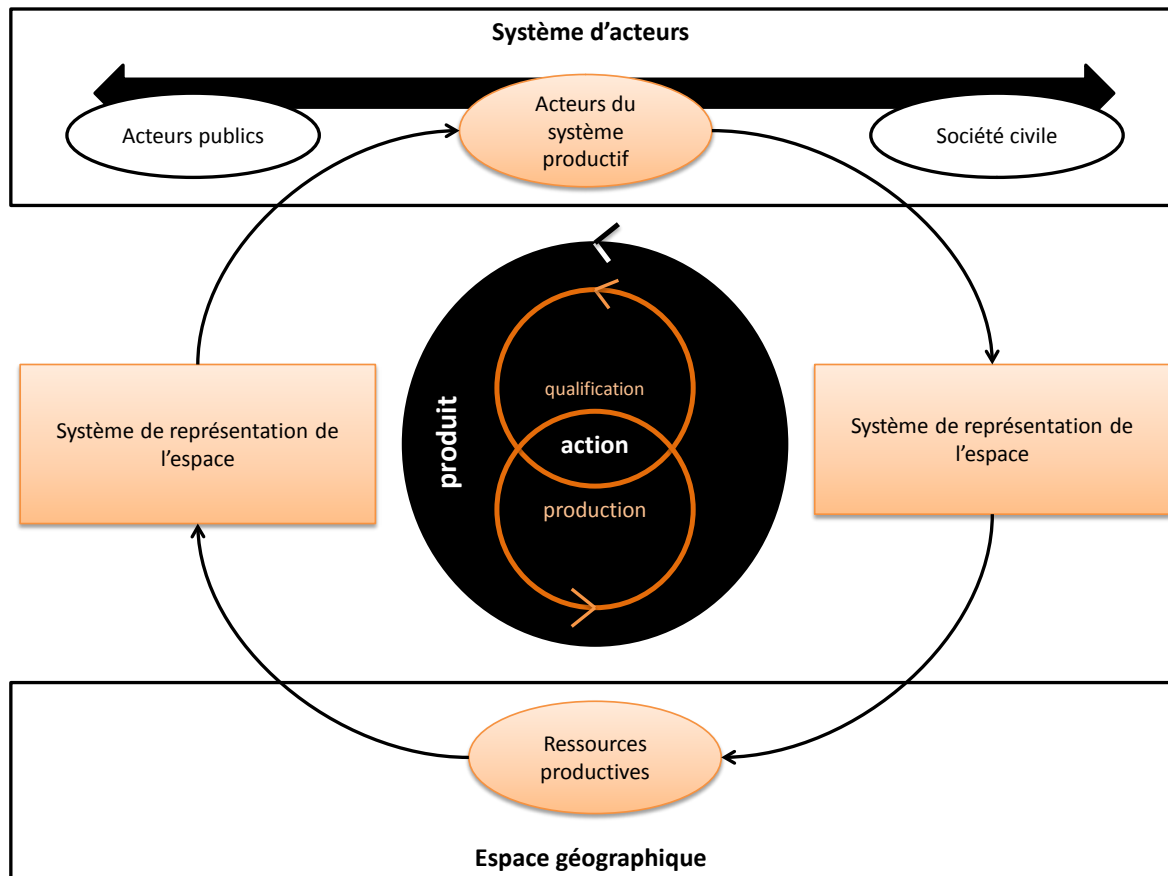 Système d'acteurs
Acteurs publics
Acteurs du
système
productif
Société civile
Système de représentation de
l'espace
produit
qualification
action
production
Système de représentation de
l'espace
Ressources
productives
Espace géographique